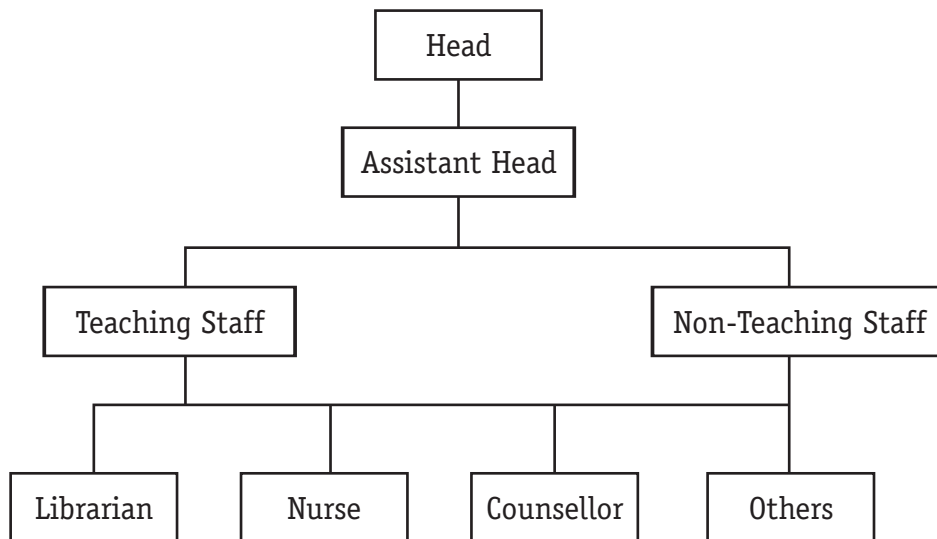 Head
Assistant Head
Teaching Staff
Non-Teaching Staff
Librarian
Nurse
Counsellor
Others